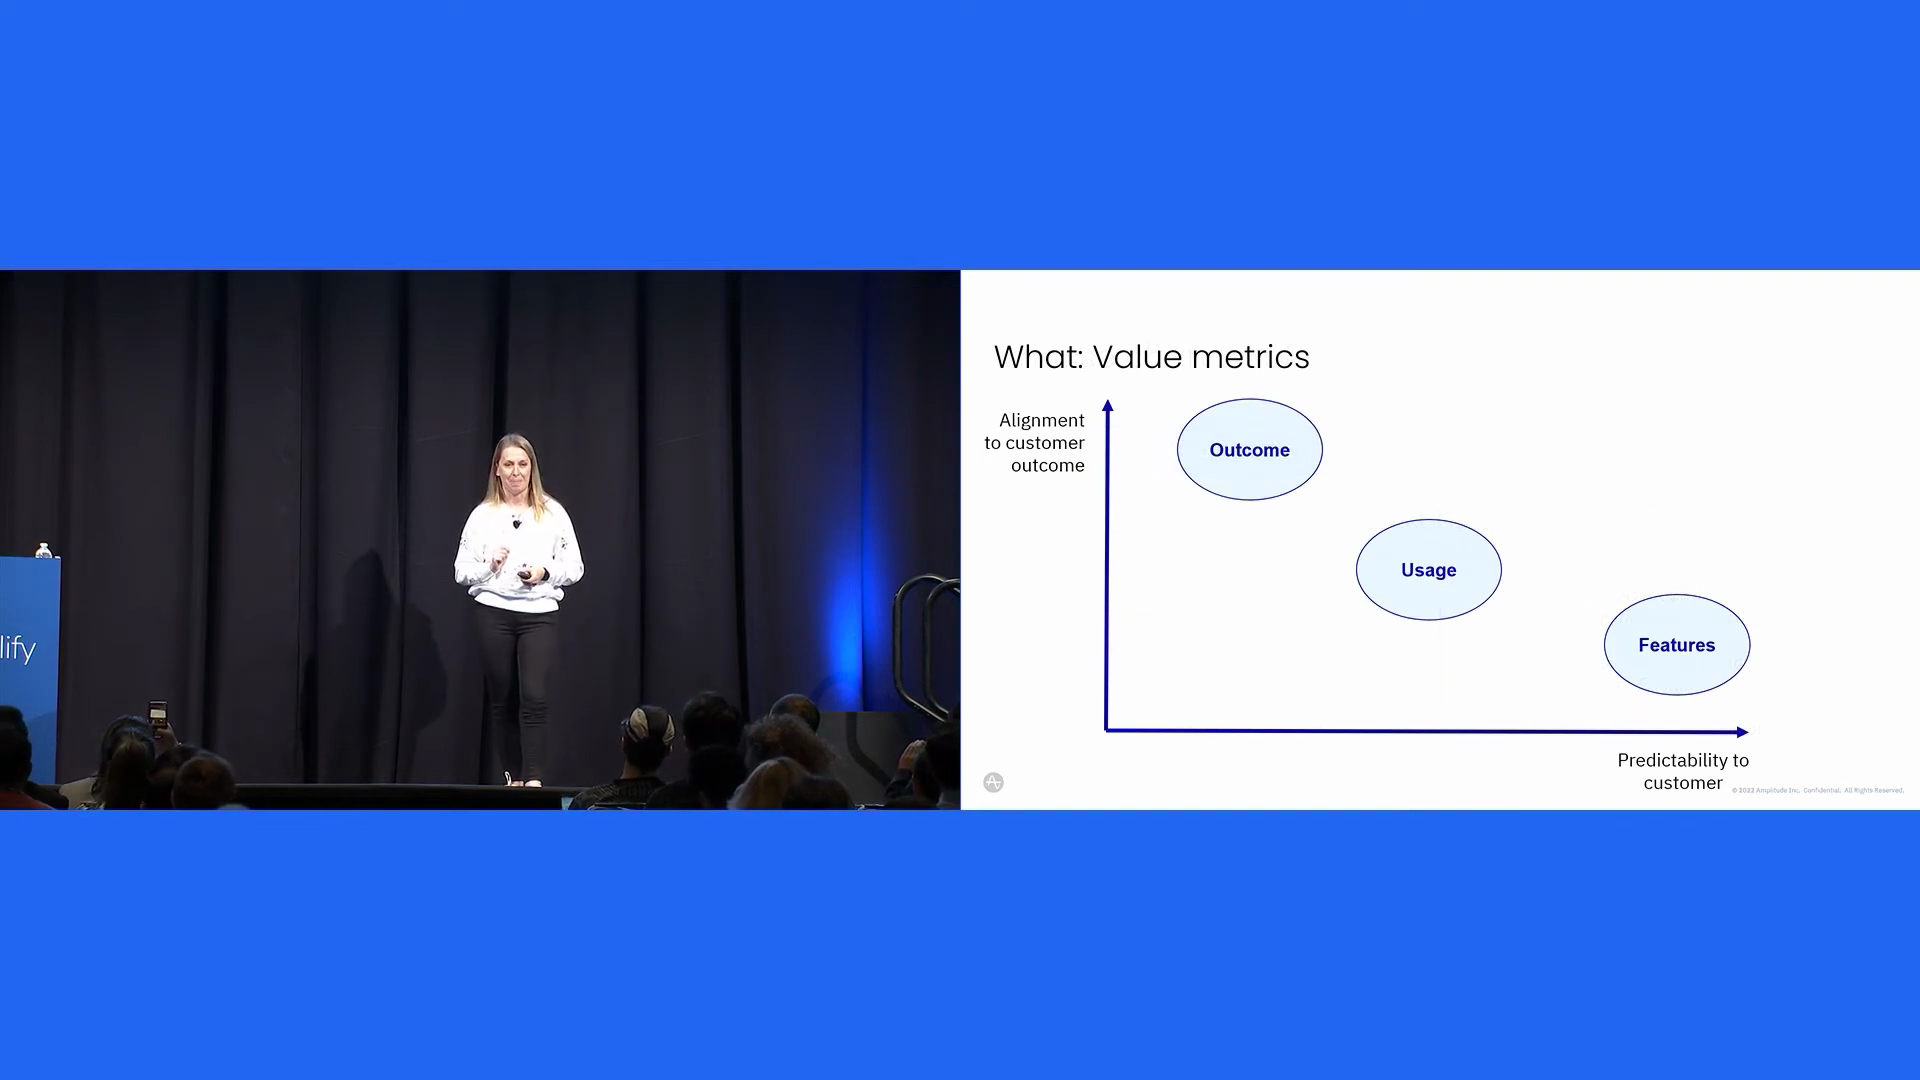 lify
What: Value metrics
Alignment
to customer
outcome
Outcome
Usage
Features
Predictability to
customer
© 2022 Amplitude Inc. Confidential. All Rights Reserved.